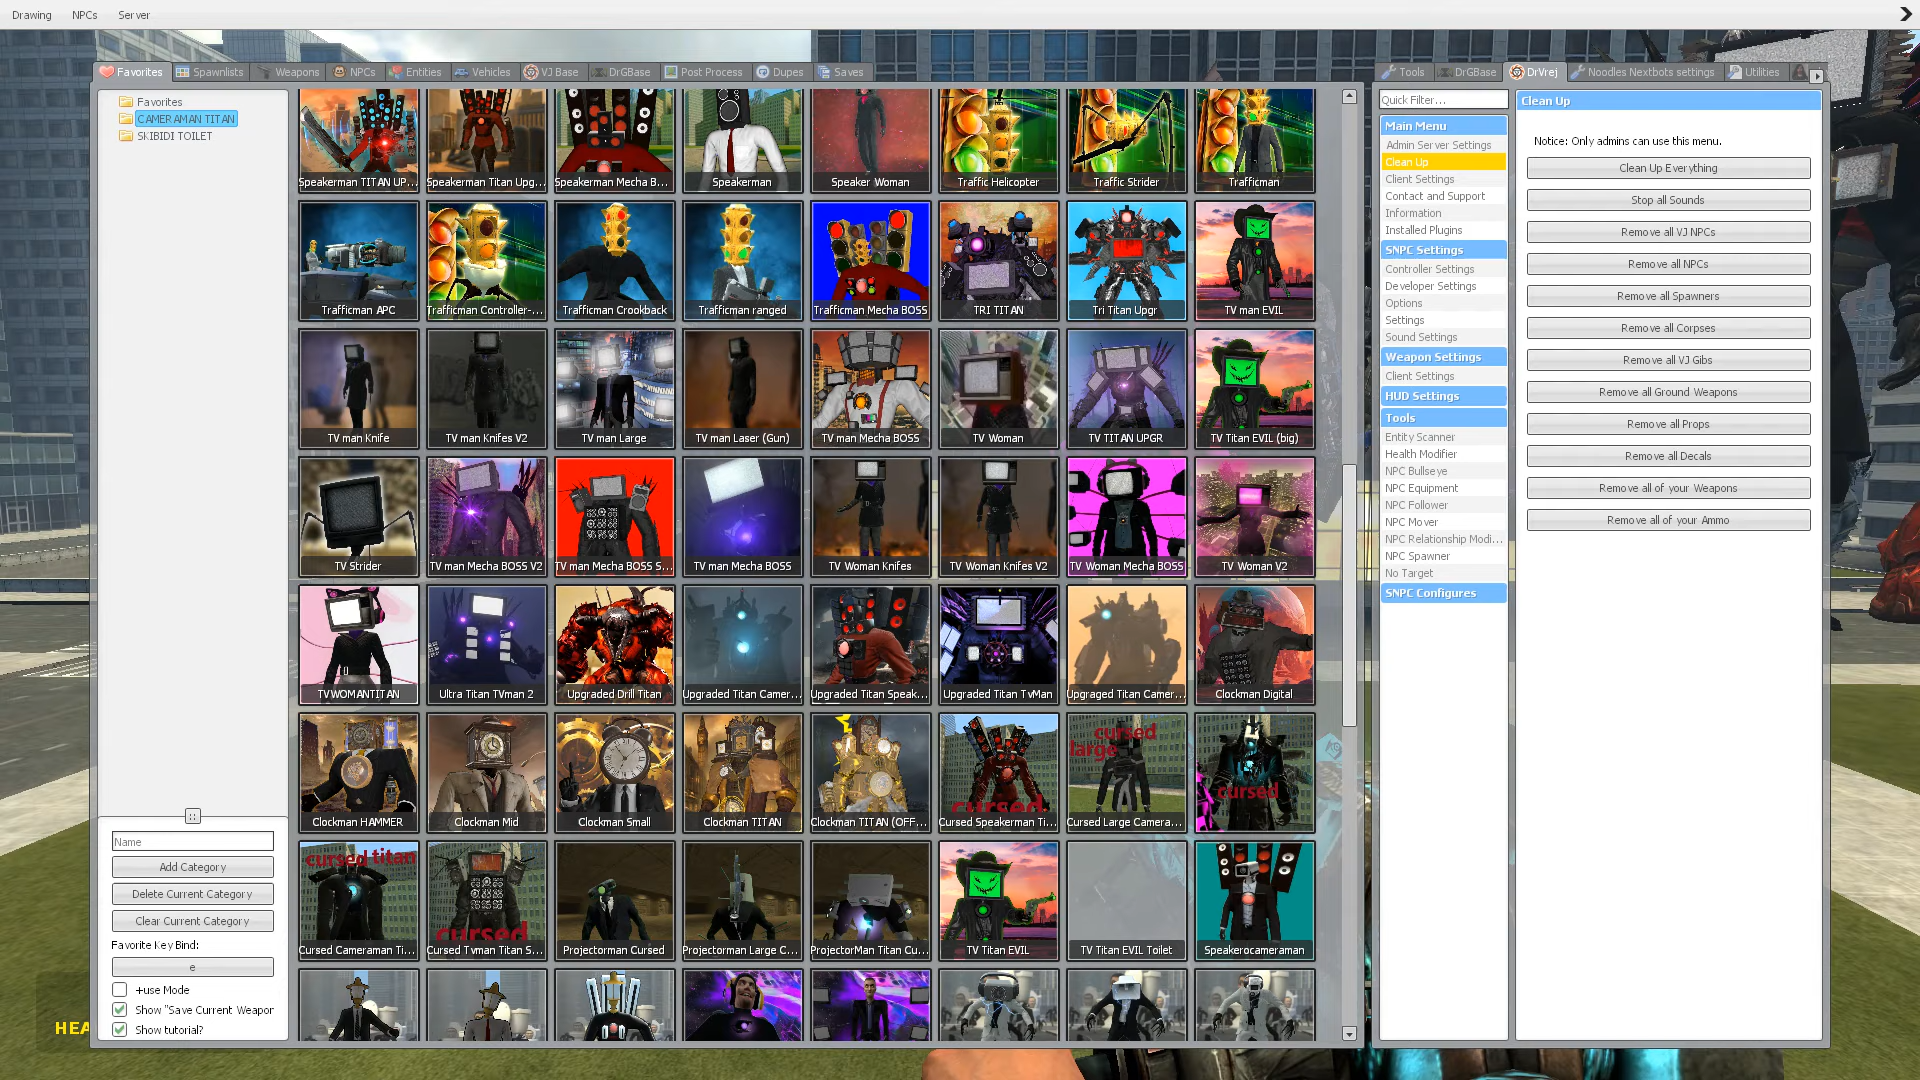 Drawing NPCs Server
Favorites Spawnlists Weapons NPCs Entities Vehicles VJ Base DrGBase Post Process Dupes Saves
Tools DrGBase DrVrej Noodles Nextbots settings Utilities
Favorites
CAMERAMAN TITAN
SKIBIDI TOILET
Speakerman TITAN UP... Speakerman Titan Upg... Speakerman Mecha B... Speakerman Speaker Woman Traffic Helicopter Traffic Strider Trafficman
Trafficman APC Trafficman Controller-... Trafficman Crookback Trafficman ranged Trafficman Mecha BOSS TRI TITAN Tri Titan Upgr TV man EVIL
TV man Knife TV man Knifes V2 TV man Large TV man Laser (Gun) TV man Mecha BOSS TV Woman TV TITAN UPGR TV Titan EVIL (big)
TV Strider TV man Mecha BOSS V2 TV man Mecha BOSS S... TV man Mecha BOSS TV Woman Knifes TV Woman Knifes V2 TV Woman Mecha BOSS TV Woman V2
TVWOMANTITAN Ultra Titan TVman 2 Upgraded Drill Titan Upgraded Titan Camer... Upgraded Titan Speak... Upgraded Titan TvMan Upgraged Titan Camer... Clockman Digital
cursed
cursed
large
cursed
Clockman HAMMER Clockman Mid Clockman Small Clockman TITAN Clockman TITAN (OFF... Cursed Speakerman Ti... Cursed Large Camera...
cursed titan
cursed
Cursed Cameraman Ti... Cursed Tvman Titan S... Projectorman Cursed Projectorman Large C... ProjectorMan Titan Cu... TV Titan EVIL TV Titan EVIL Toilet Speakerocameraman
Name
Add Category
Delete Current Category
Clear Current Category
Favorite Key Bind:
e
+use Mode
Show "Save Current Weapor
Show tutorial?
HEA
Quick Filter...
Main Menu
Admin Server Settings
Clean Up
Client Settings
Contact and Support
Information
Installed Plugins
SNPC Settings
Controller Settings
Developer Settings
Options
Settings
Sound Settings
Weapon Settings
Client Settings
HUD Settings
Tools
Entity Scanner
Health Modifier
NPC Bullseye
NPC Equipment
NPC Follower
NPC Mover
NPC Relationship Modi...
NPC Spawner
No Target
SNPC Configures
Clean Up
Notice: Only admins can use this menu.
Clean Up Everything
Stop all Sounds
Remove all VJ NPCs
Remove all NPCs
Remove all Spawners
Remove all Corpses
Remove all VJ Gibs
Remove all Ground Weapons
Remove all Props
Remove all Decals
Remove all of your Weapons
Remove all of your Ammo